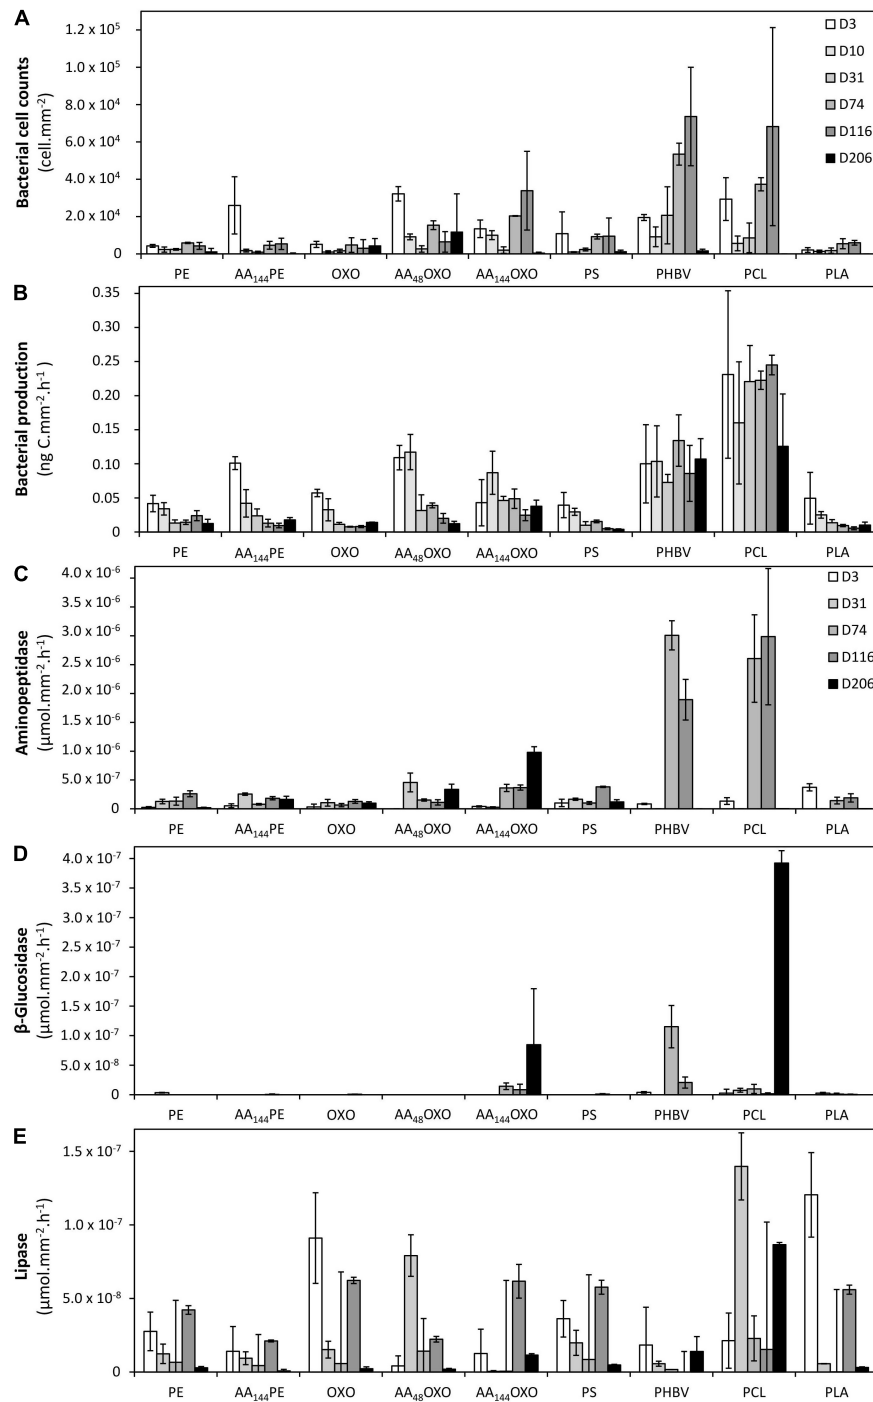 A
Bacterial cell counts
(cell.mm⁻²)
1.2 x 10⁵
1.0 x 10⁵
8.0 x 10⁴
6.0 x 10⁴
4.0 x 10⁴
2.0 x 10⁴
0
D3
D10
D31
D74
D116
D206
PE AA₁₄₄PE OXO AA₄₈OXO AA₁₄₄OXO PS PHBV PCL PLA
B
Bacterial production
(ng C.mm⁻².h⁻¹ )
0.35
0.30
0.25
0.20
0.15
0.10
0.05
0
PE AA₁₄₄PE OXO AA₄₈OXO AA₁₄₄OXO PS PHBV PCL PLA
C
Aminopeptidase
(µmol.mm⁻².h⁻¹)
4.0 x 10⁻⁶
3.5 x 10⁻⁶
3.0 x 10⁻⁶
2.5 x 10⁻⁶
2.0 x 10⁻⁶
1.5 x 10⁻⁶
1.0 x 10⁻⁶
5.0 x 10⁻⁷
0
D3
D31
D74
D116
D206
PE AA₁₄₄PE OXO AA₄₈OXO AA₁₄₄OXO PS PHBV PCL PLA
D
β-Glucosidase
(µmol.mm⁻².h⁻¹)
4.0 x 10⁻⁷
3.5 x 10⁻⁷
3.0 x 10⁻⁷
2.0 x 10⁻⁷
2.0 x 10⁻⁷
1.5 x 10⁻⁷
1.0 x 10⁻⁷
5.0 x 10⁻⁸
0
PE AA₁₄₄PE OXO AA₄₈OXO AA₁₄₄OXO PS PHBV PCL PLA
E
Lipase
(µmol.mm⁻².h⁻¹)
1.5 x 10⁻⁷
1.0 x 10⁻⁷
5.0 x 10⁻⁸
0
PE AA₁₄₄PE OXO AA₄₈OXO AA₁₄₄OXO PS PHBV PCL PLA